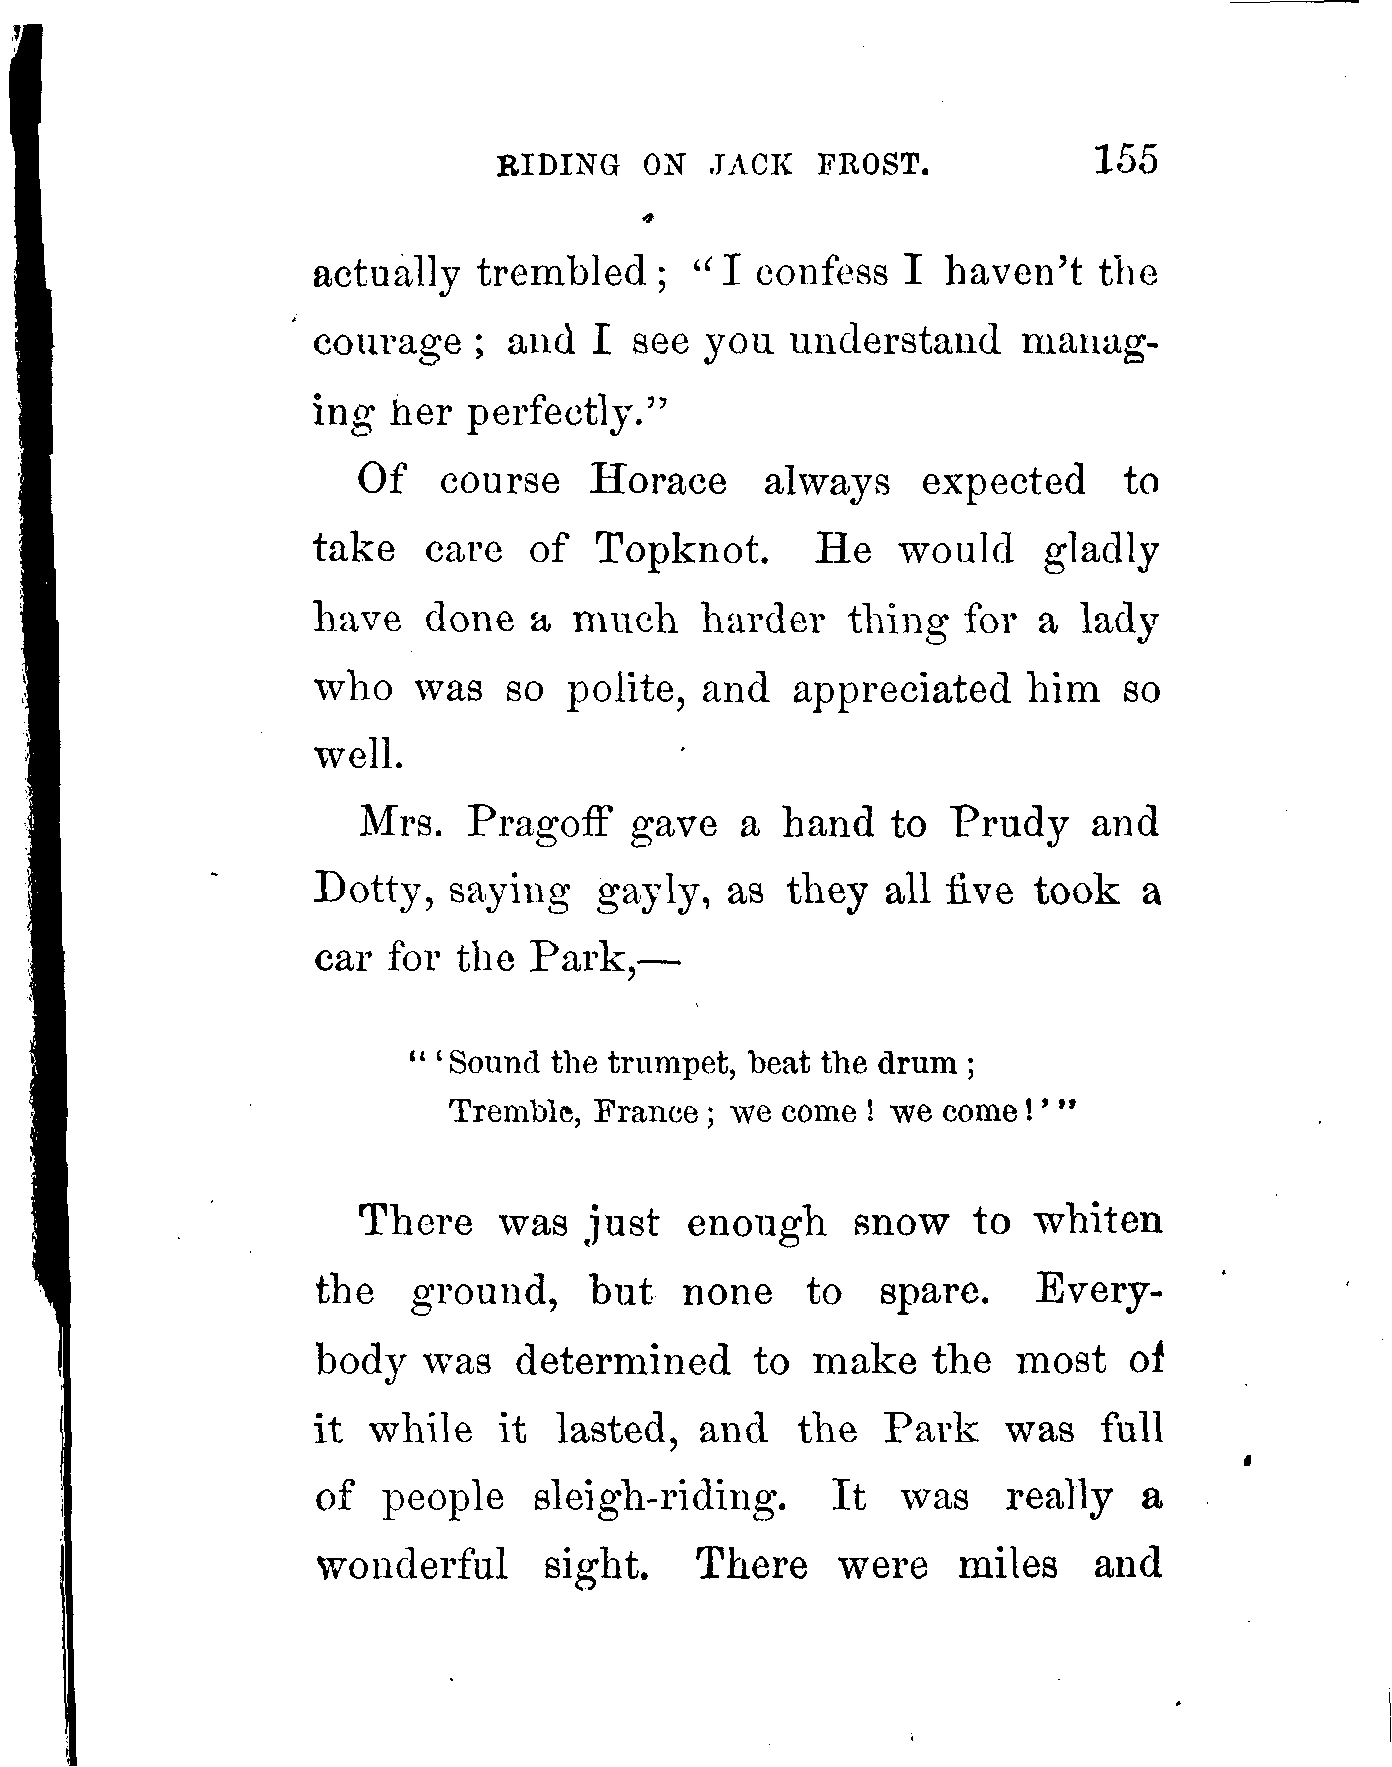 RIDING ON JACK FROST. 155
actually trembled; "I confess I haven't the
courage; and I see you understand manag-
ing her perfectly."
Of course Horace always expected to
take care of Topknot. He would gladly
have done a much harder thing for a lady
who was so polite, and appreciated him so
well.
Mrs. Pragoff gave a hand to Prudy and
Dotty, saying gayly, as they all five took a
car for the Park,—
"'Sound the trumpet, beat the drum;
Tremble, France; we come! we come!'"
There was just enough snow to whiten
the ground, but none to spare. Every-
body was determined to make the most of
it while it lasted, and the Park was full
of people sleigh-riding. It was really a
wonderful sight. There were miles and